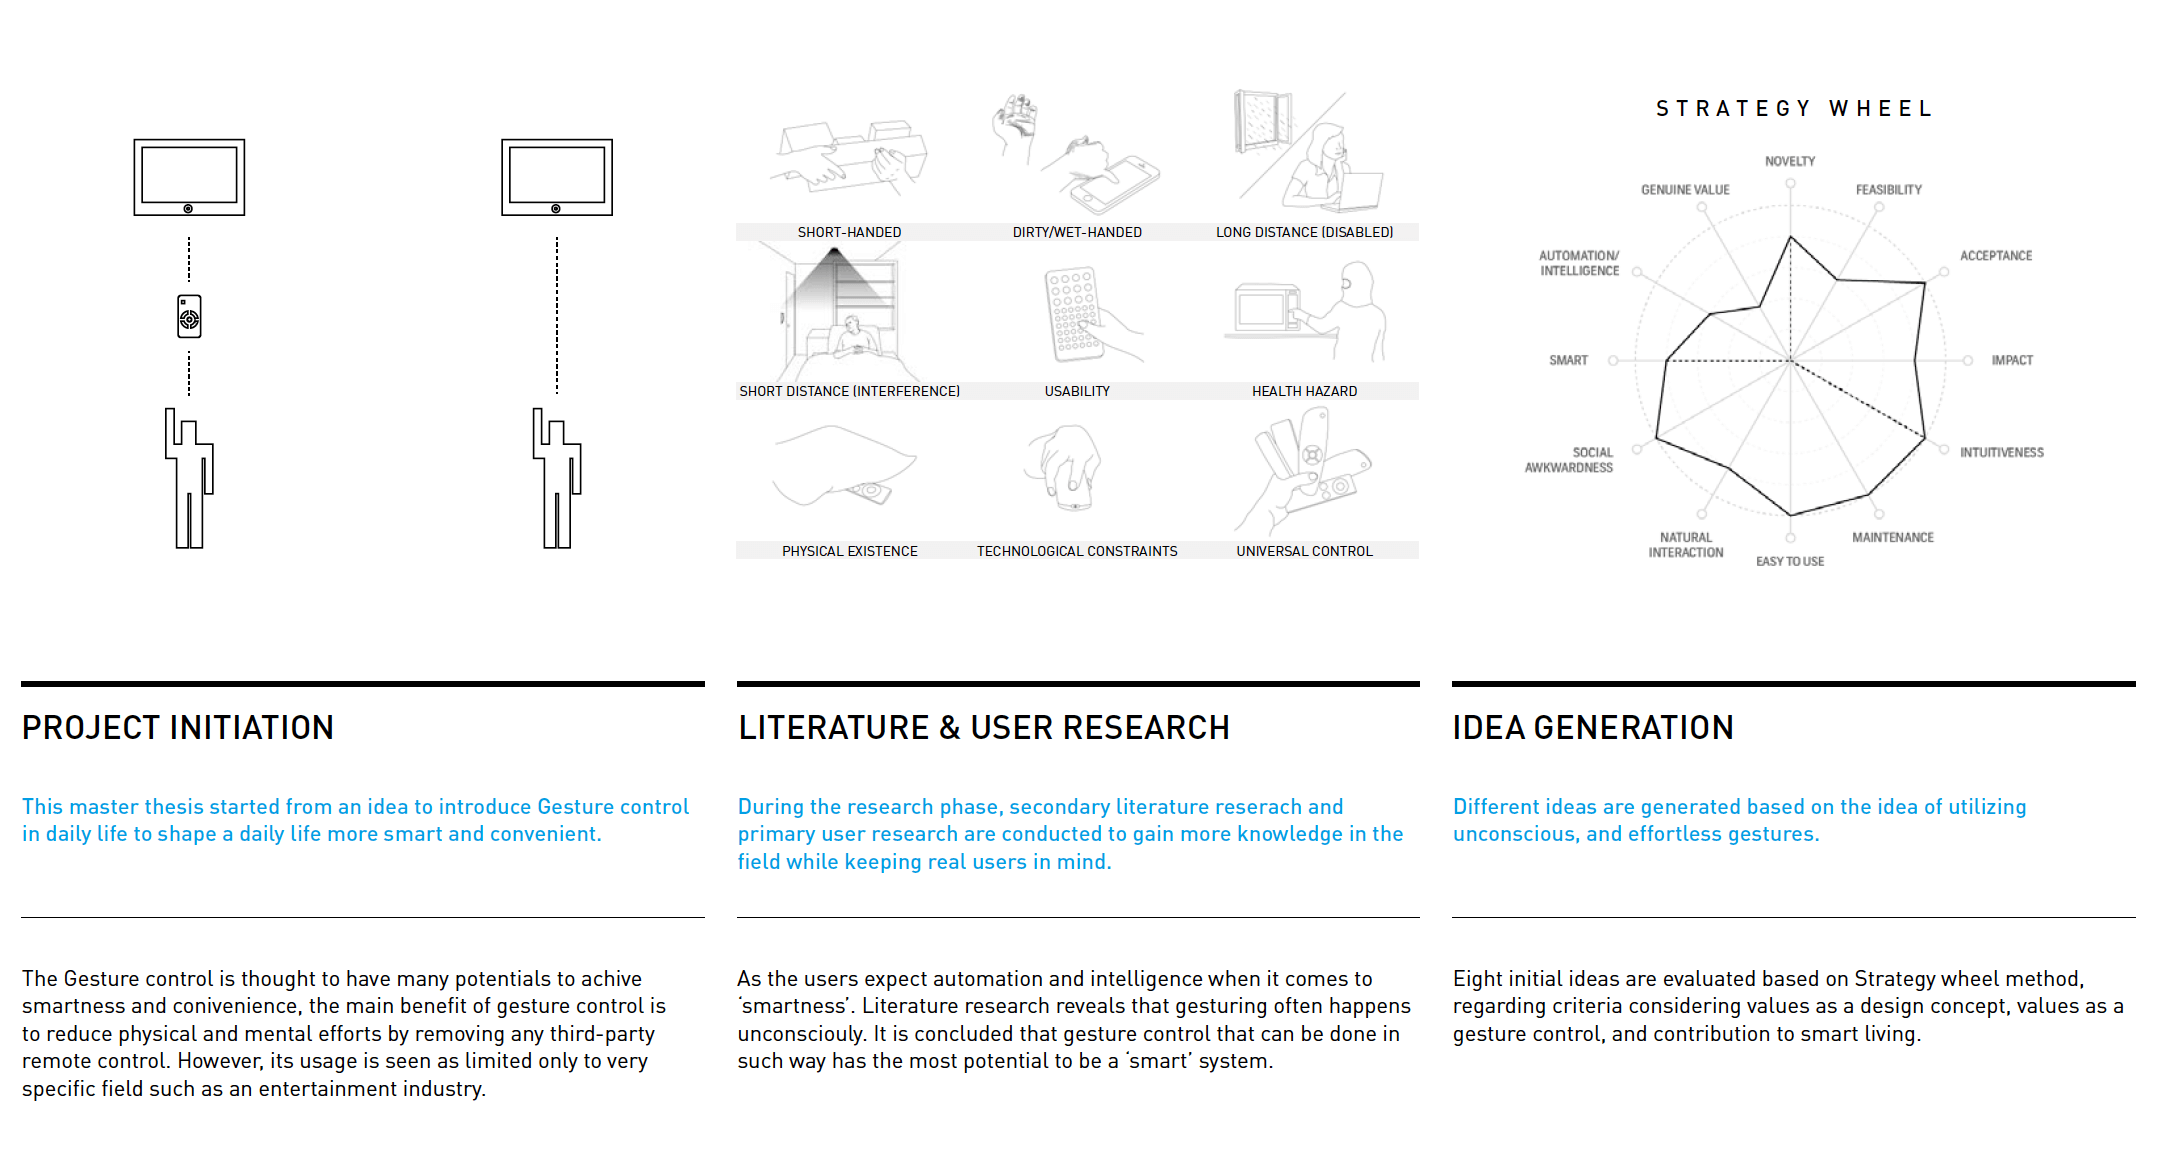 SHORT-HANDED
DIRTY/WET-HANDED
LONG DISTANCE (DISABLED)
SHORT DISTANCE (INTERFERENCE)
USABILITY
HEALTH HAZARD
PHYSICAL EXISTENCE
TECHNOLOGICAL CONSTRAINTS
UNIVERSAL CONTROL
STRATEGY WHEEL
NOVELTY
FEASIBILITY
ACCEPTANCE
IMPACT
INTUITIVENESS
MAINTENANCE
EASY TO USE
NATURAL
INTERACTION
SOCIAL
AWKWARDNESS
SMART
AUTOMATION/
INTELLIGENCE
GENUINE VALUE
PROJECT INITIATION
This master thesis started from an idea to introduce Gesture control
in daily life to shape a daily life more smart and convenient.
The Gesture control is thought to have many potentials to achive
smartness and conivenience, the main benefit of gesture control is
to reduce physical and mental efforts by removing any third-party
remote control. However, its usage is seen as limited only to very
specific field such as an entertainment industry.
LITERATURE & USER RESEARCH
During the research phase, secondary literature reserach and
primary user research are conducted to gain more knowledge in the
field while keeping real users in mind.
As the users expect automation and intelligence when it comes to
‘smartness’. Literature research reveals that gesturing often happens
unconsciouly. It is concluded that gesture control that can be done in
such way has the most potential to be a ‘smart’ system.
IDEA GENERATION
Different ideas are generated based on the idea of utilizing
unconscious, and effortless gestures.
Eight initial ideas are evaluated based on Strategy wheel method,
regarding criteria considering values as a design concept, values as a
gesture control, and contribution to smart living.